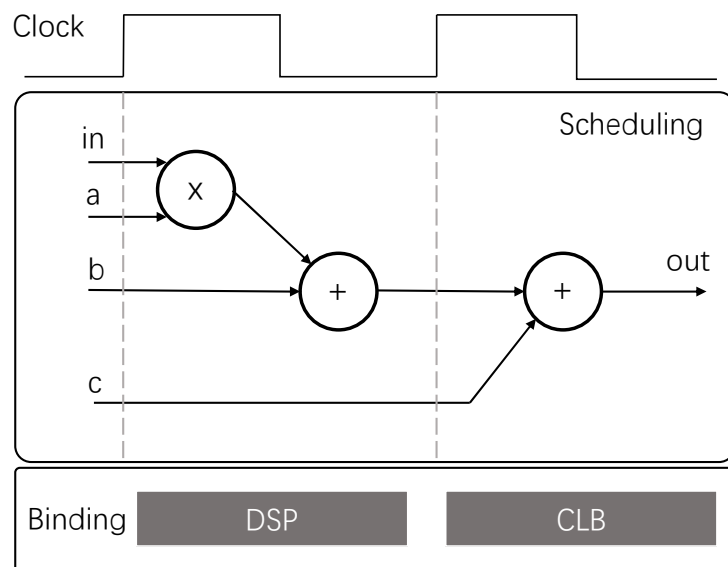 Clock
Scheduling
in
x
a
b
+
+
out
c
Binding
DSP
CLB